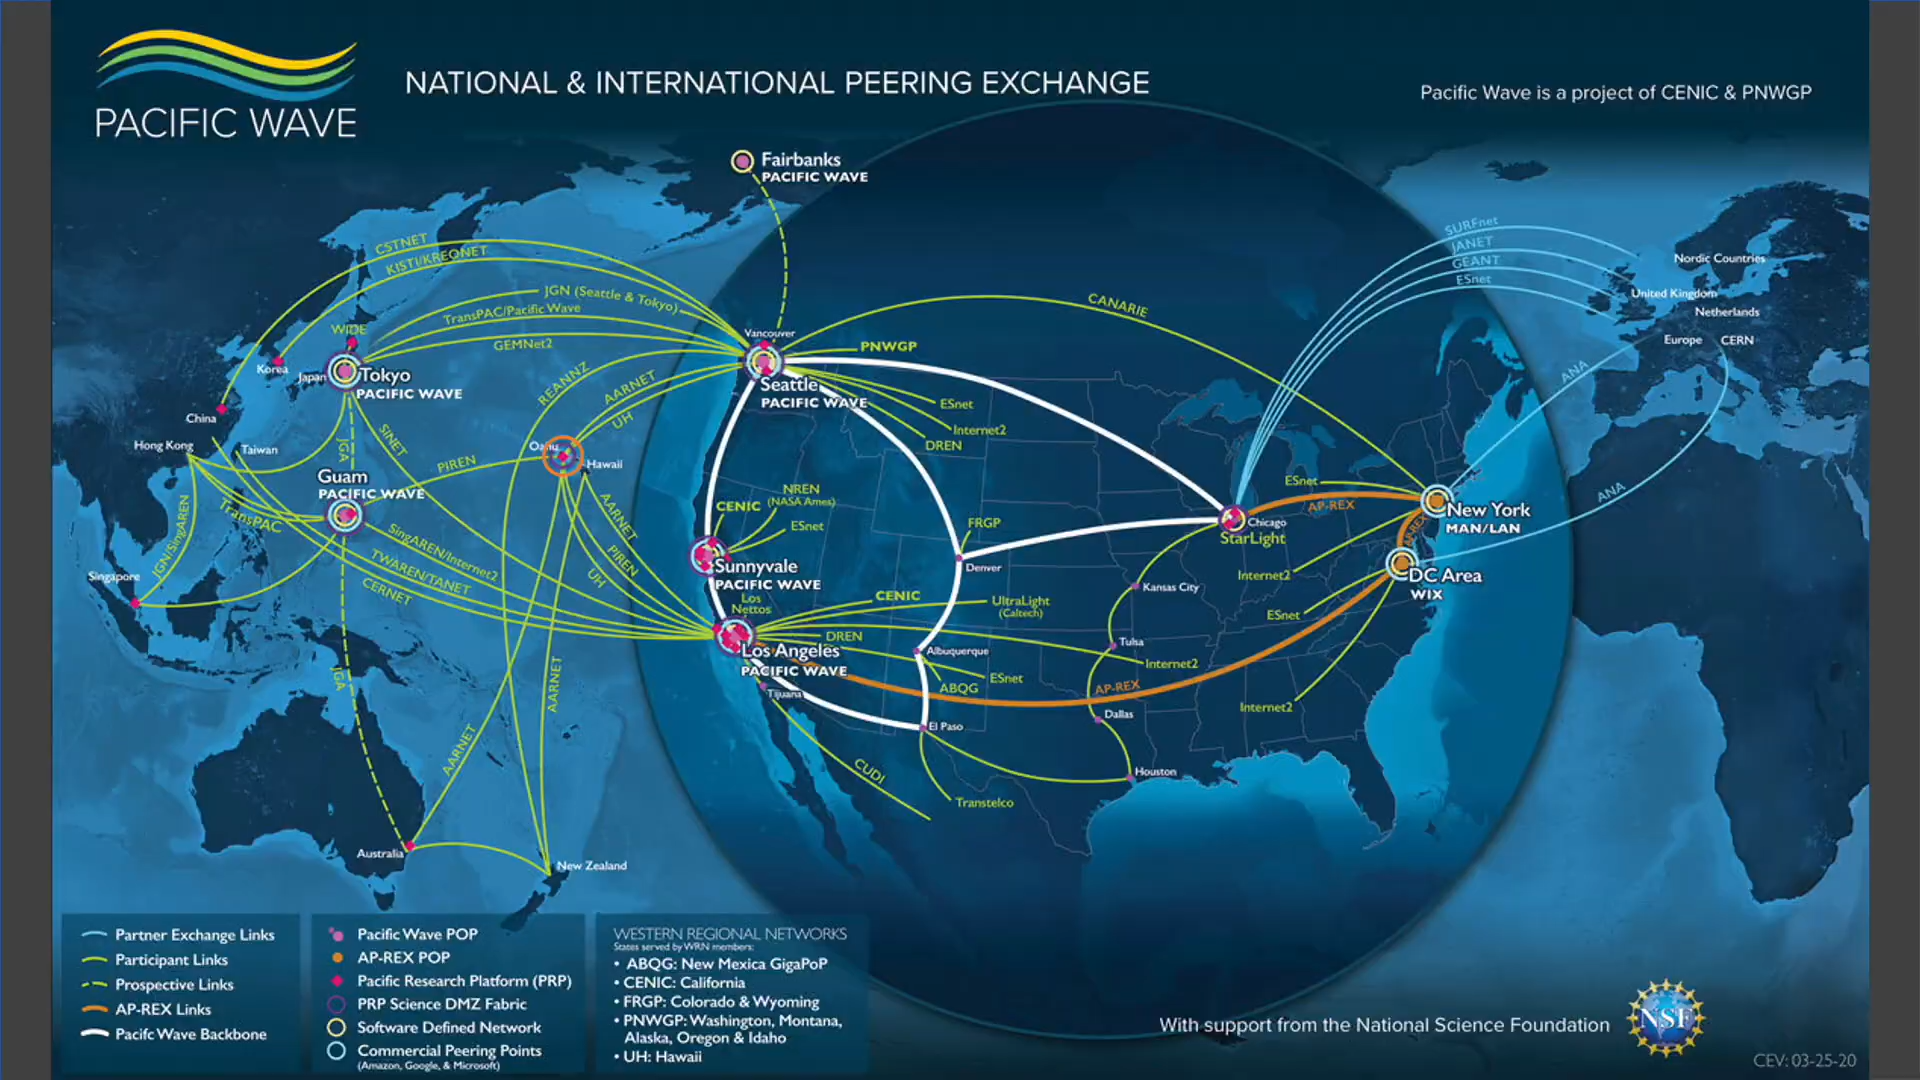 PACIFIC WAVE
NATIONAL & INTERNATIONAL PEERING EXCHANGE
Pacific Wave is a project of CENIC & PNWGP
Fairbanks
PACIFIC WAVE
CSTNET
KISTI/KREONET
JGN (Seattle & Tokyo)
TransPAC/Pacific Wave
GEMNet2
WIDE
Korea
Japan
Tokyo
PACIFIC WAVE
China
Hong Kong
Taiwan
JGA
SINET
Guam
PACIFIC WAVE
PIREN
Oahu
Hawaii
REANNZ
AARNET
UH
TransPAC
JGN/SingAREN
SingAREN/Internet2
TWAREN/TANET
CERNET
Singapore
AARNET
PIREN
UH
JGA
AARNET
AARNET
Australia
New Zealand
Vancouver
Seattle
PACIFIC WAVE
PNWGP
ESnet
Internet2
DREN
CANARIE
CENIC
NREN
(NASA Ames)
ESnet
Sunnyvale
PACIFIC WAVE
FRGP
Denver
Los
Nettos
CENIC
UltraLight
(Caltech)
DREN
Los Angeles
PACIFIC WAVE
Internet2
Albuquerque
ESnet
ABQG
Tijuana
El Paso
CUDI
Transtelco
Kansas City
Tulsa
Dallas
Houston
AP-REX
Chicago
StarLight
ESnet
AP-REX
New York
MAN/LAN
AP-REX
Internet2
DC Area
WIX
ESnet
Internet2
SURFnet
JANET
GEANT
ESnet
ANA
ANA
Nordic Countries
United Kingdom
Netherlands
Europe
CERN
Partner Exchange Links
Participant Links
Prospective Links
AP-REX Links
Pacifc Wave Backbone
Pacific Wave POP
AP-REX POP
Pacific Research Platform (PRP)
PRP Science DMZ Fabric
Software Defined Network
Commercial Peering Points
(Amazon, Google, & Microsoft)
WESTERN REGIONAL NETWORKS
States served by WRN members:
• ABQG: New Mexica GigaPoP
• CENIC: California
• FRGP: Colorado & Wyoming
• PNWGP: Washington, Montana,
Alaska, Oregon & Idaho
• UH: Hawaii
With support from the National Science Foundation
NSF
CEV: 03-25-20